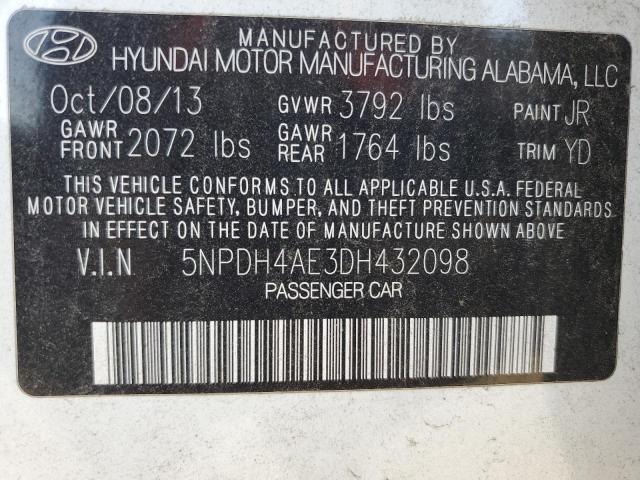 MANUFACTURED BY
HYUNDAI MOTOR MANUFACTURING ALABAMA, LLC
Oct/08/13 GVWR 3792 lbs PAINT JR
GAWR FRONT 2072 lbs GAWR REAR 1764 lbs TRIM YD
THIS VEHICLE CONFORMS TO ALL APPLICABLE U.S.A. FEDERAL
MOTOR VEHICLE SAFETY, BUMPER, AND THEFT PREVENTION STANDARDS
IN EFFECT ON THE DATE OF MANUFACTURE SHOWN ABOVE.
V.I.N 5NPDH4AE3DH432098
PASSENGER CAR